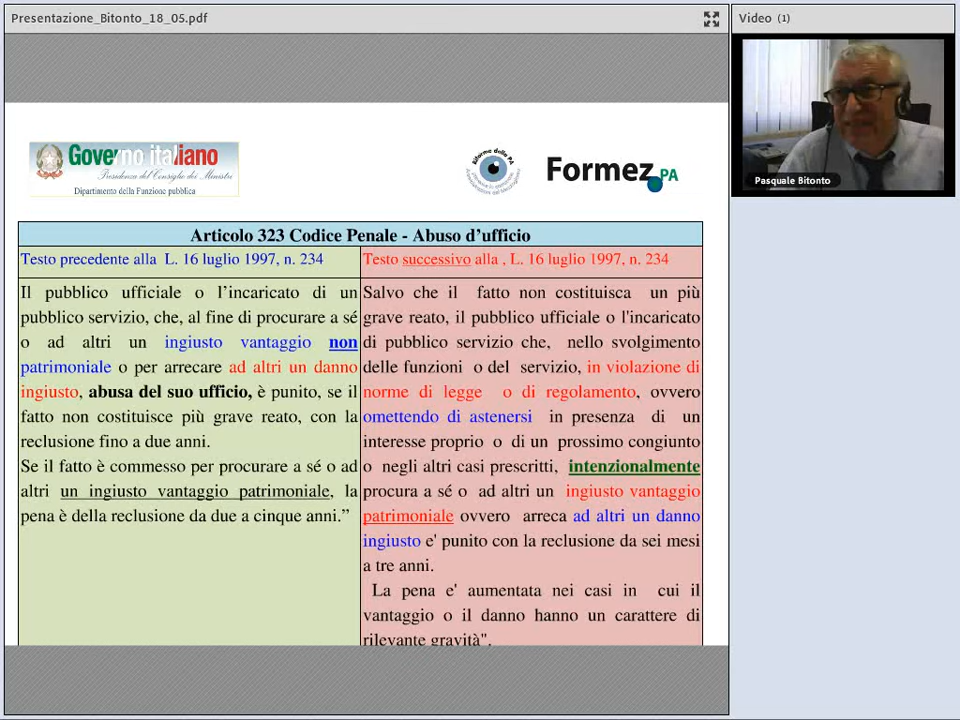 Presentazione_Bitonto_18_05.pdf
Video (1)
Pasquale Bitonto
Governo italiano
Presidenza del Consiglio dei Ministri
Dipartimento della Funzione pubblica
Riforme della PA
Formez PA
Articolo 323 Codice Penale - Abuso d’ufficio
Testo precedente alla L. 16 luglio 1997, n. 234
Il pubblico ufficiale o l’incaricato di un
pubblico servizio, che, al fine di procurare a sé
o ad altri un ingiusto vantaggio non
patrimoniale o per arrecare ad altri un danno
ingiusto, abusa del suo ufficio, è punito, se il
fatto non costituisce più grave reato, con la
reclusione fino a due anni.
Se il fatto è commesso per procurare a sé o ad
altri un ingiusto vantaggio patrimoniale, la
pena è della reclusione da due a cinque anni.”
Testo successivo alla , L. 16 luglio 1997, n. 234
Salvo che il fatto non costituisca un più
grave reato, il pubblico ufficiale o l'incaricato
di pubblico servizio che, nello svolgimento
delle funzioni o del servizio, in violazione di
norme di legge o di regolamento, ovvero
omettendo di astenersi in presenza di un
interesse proprio o di un prossimo congiunto
o negli altri casi prescritti, intenzionalmente
procura a sé o ad altri un ingiusto vantaggio
patrimoniale ovvero arreca ad altri un danno
ingiusto e' punito con la reclusione da sei mesi
a tre anni.
La pena e' aumentata nei casi in cui il
vantaggio o il danno hanno un carattere di
rilevante gravità".